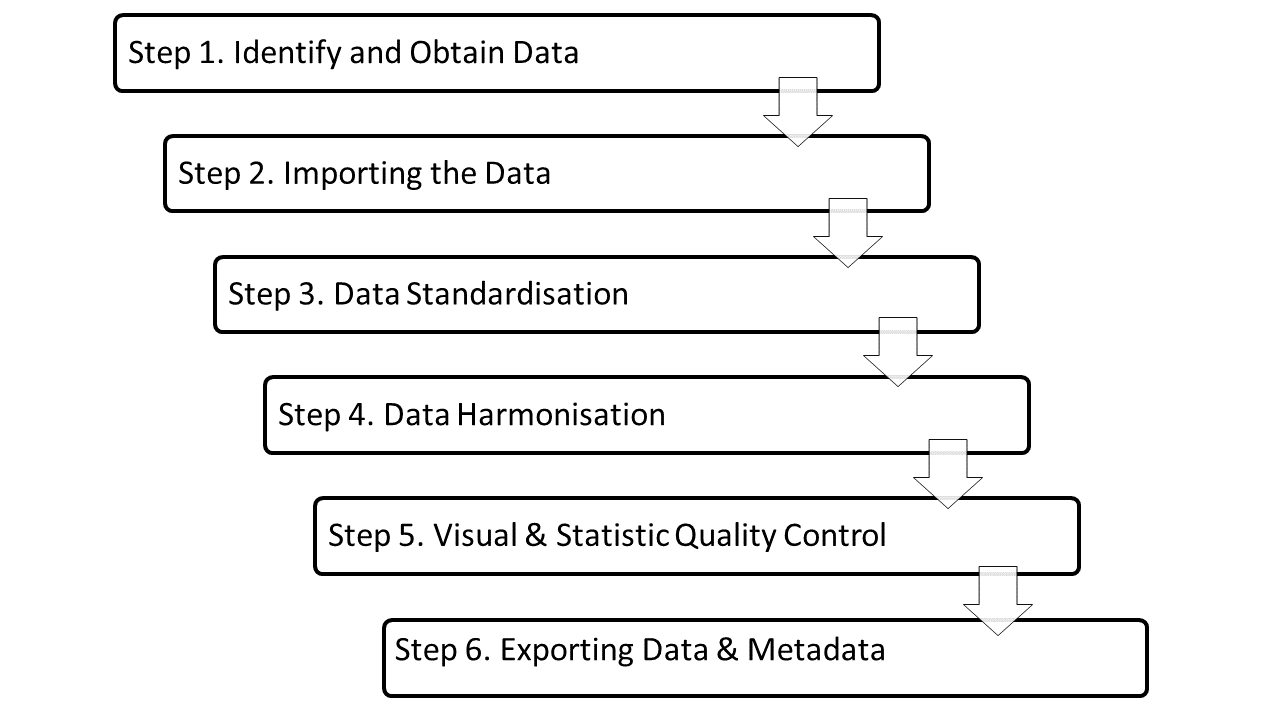 Step 1. Identify and Obtain Data
Step 2. Importing the Data
Step 3. Data Standardisation
Step 4. Data Harmonisation
Step 5. Visual & Statistic Quality Control
Step 6. Exporting Data & Metadata